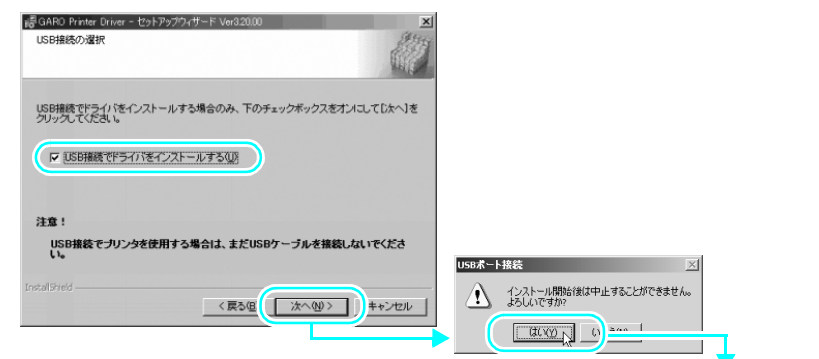 GARO Printer Driver - セットアップウィザード Ver3.20.00
USB接続の選択
USB接続でドライバをインストールする場合のみ、下のチェックボックスをオンにして[次へ]を
クリックしてください。
USB接続でドライバをインストールする(U)
注意!
USB接続でプリンタを使用する場合は、まだUSBケーブルを接続しないでくださ
い。
InstallShield
< 戻る(B
次へ(N) >
キャンセル
USBポート接続
インストール開始後は中止することができません。
よろしいですか?
はい(Y)